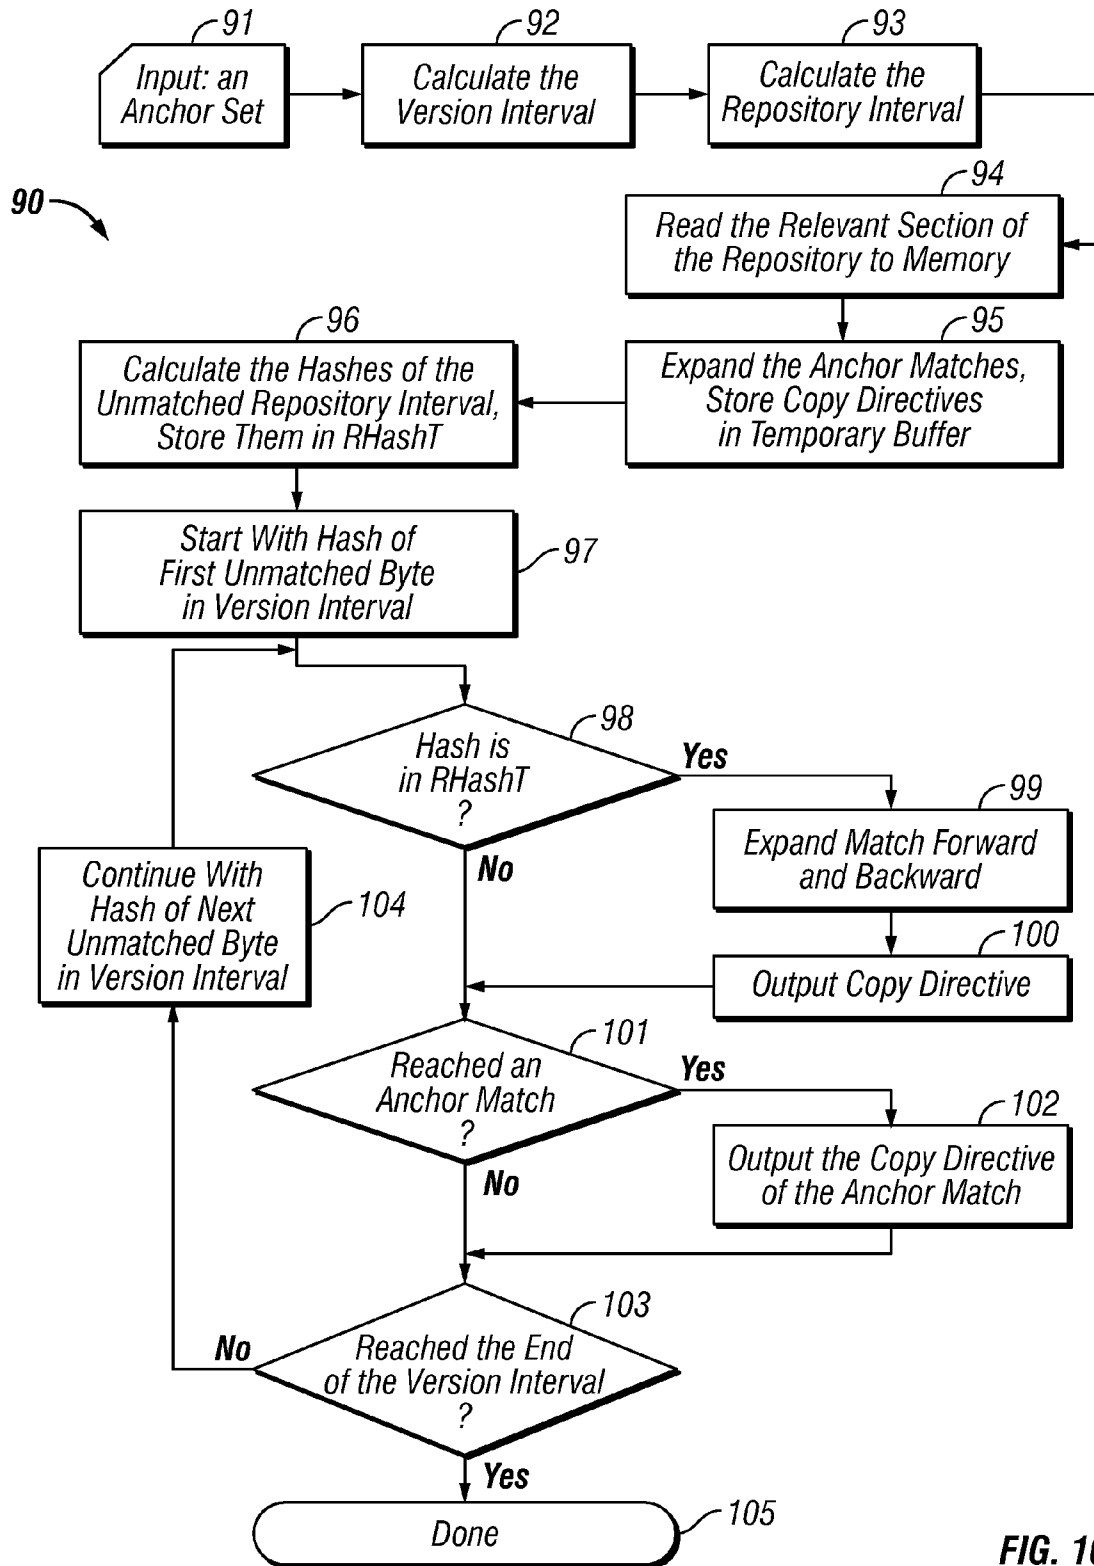 91
Input: an
Anchor Set
92
Calculate the
Version Interval
93
Calculate the
Repository Interval
90
94
Read the Relevant Section of
the Repository to Memory
95
Expand the Anchor Matches,
Store Copy Directives
in Temporary Buffer
96
Calculate the Hashes of the
Unmatched Repository Interval,
Store Them in RHashT
97
Start With Hash of
First Unmatched Byte
in Version Interval
98
Hash is
in RHashT
?
Yes
No
99
Expand Match Forward
and Backward
100
Output Copy Directive
104
Continue With
Hash of Next
Unmatched Byte
in Version Interval
101
Reached an
Anchor Match
?
Yes
No
102
Output the Copy Directive
of the Anchor Match
103
Reached the End
of the Version Interval
?
No
Yes
Done
105
FIG.